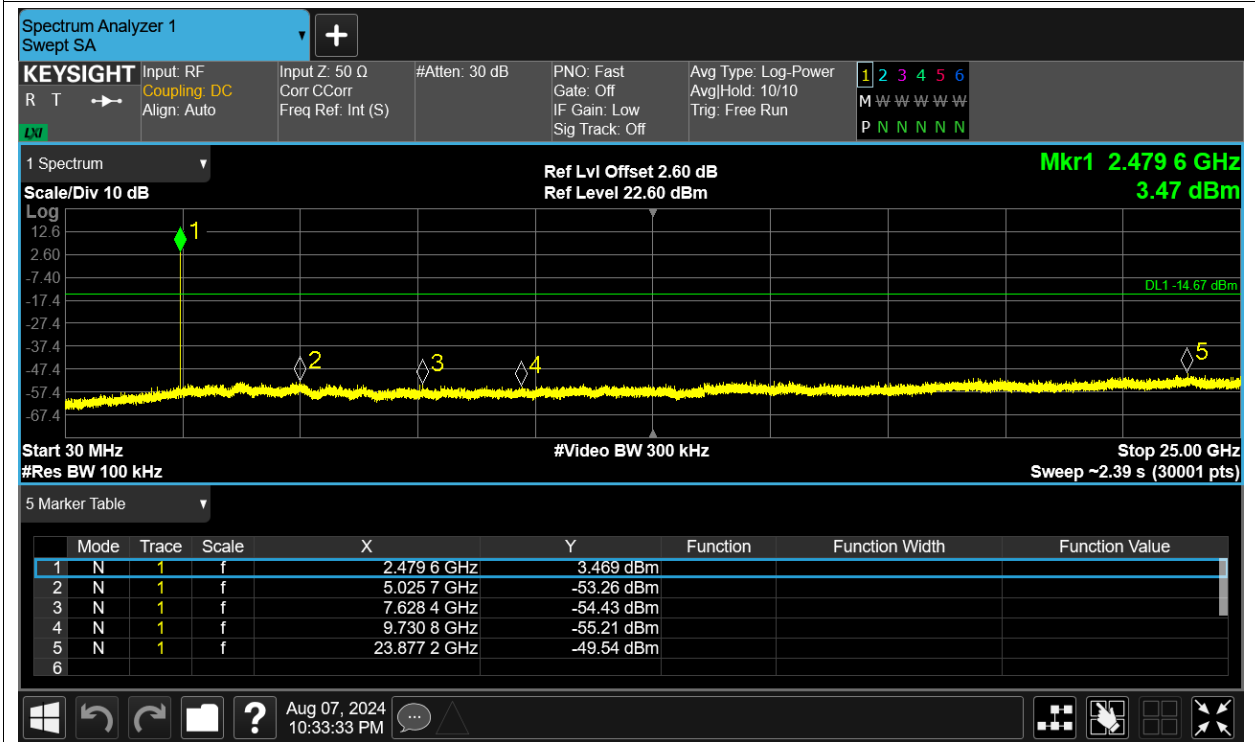 Spectrum Analyzer 1
Swept SA
+
KEYSIGHT Input: RF Input Z: 50 Ω #Atten: 30 dB PNO: Fast Avg Type: Log-Power 1 2 3 4 5 6
R T Coupling: DC Corr CCorr Gate: Off Avg|Hold: 10/10 M W W W W W
Align: Auto Freq Ref: Int (S) IF Gain: Low Trig: Free Run
LXI Sig Track: Off P N N N N N
1 Spectrum Ref Lvl Offset 2.60 dB Mkr1 2.479 6 GHz
Scale/Div 10 dB Ref Level 22.60 dBm 3.47 dBm
Log
12.6
2.60
-7.40
-17.4
-27.4
-37.4
-47.4
-57.4
-67.4
1
DL1 -14.67 dBm
2
3
4
5
Start 30 MHz #Video BW 300 kHz Stop 25.00 GHz
#Res BW 100 kHz Sweep ~2.39 s (30001 pts)
5 Marker Table
Mode Trace Scale X Y Function Function Width Function Value
1 N 1 f 2.479 6 GHz 3.469 dBm
2 N 1 f 5.025 7 GHz -53.26 dBm
3 N 1 f 7.628 4 GHz -54.43 dBm
4 N 1 f 9.730 8 GHz -55.21 dBm
5 N 1 f 23.877 2 GHz -49.54 dBm
6
? Aug 07, 2024
10:33:33 PM